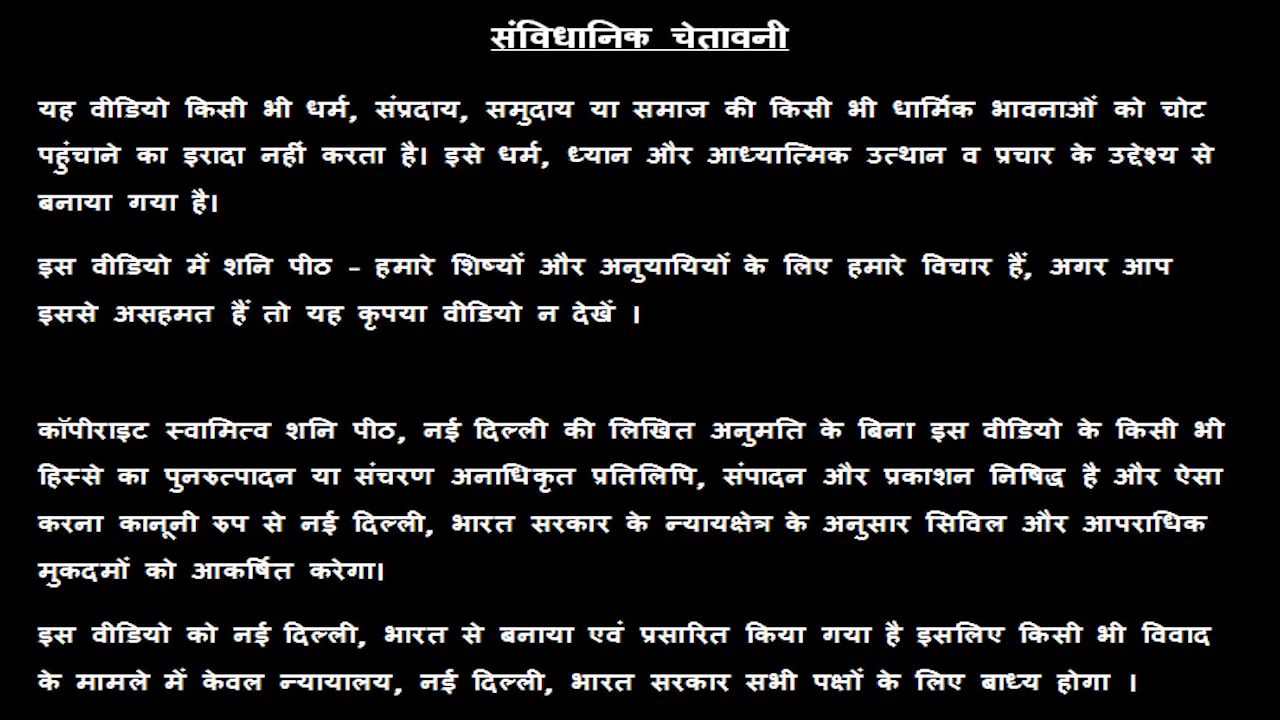 संविधानिक चेतावनी
यह वीडियो किसी भी धर्म, संप्रदाय, समुदाय या समाज की किसी भी धार्मिक भावनाओं को चोट
पहुंचाने का इरादा नहीं करता है। इसे धर्म, ध्यान और आध्यात्मिक उत्थान व प्रचार के उद्देश्य से
बनाया गया है।
इस वीडियो में शनि पीठ – हमारे शिष्यों और अनुयायियों के लिए हमारे विचार हैं, अगर आप
इससे असहमत हैं तो यह कृपया वीडियो न देखें ।
कॉपीराइट स्वामित्व शनि पीठ, नई दिल्ली की लिखित अनुमति के बिना इस वीडियो के किसी भी
हिस्से का पुनरुत्पादन या संचरण अनाधिकृत प्रतिलिपि, संपादन और प्रकाशन निषिद्ध है और ऐसा
करना कानूनी रुप से नई दिल्ली, भारत सरकार के न्यायक्षेत्र के अनुसार सिविल और आपराधिक
मुकदमों को आकर्षित करेगा।
इस वीडियो को नई दिल्ली, भारत से बनाया एवं प्रसारित किया गया है इसलिए किसी भी विवाद
के मामले में केवल न्यायालय, नई दिल्ली, भारत सरकार सभी पक्षों के लिए बाध्य होगा ।